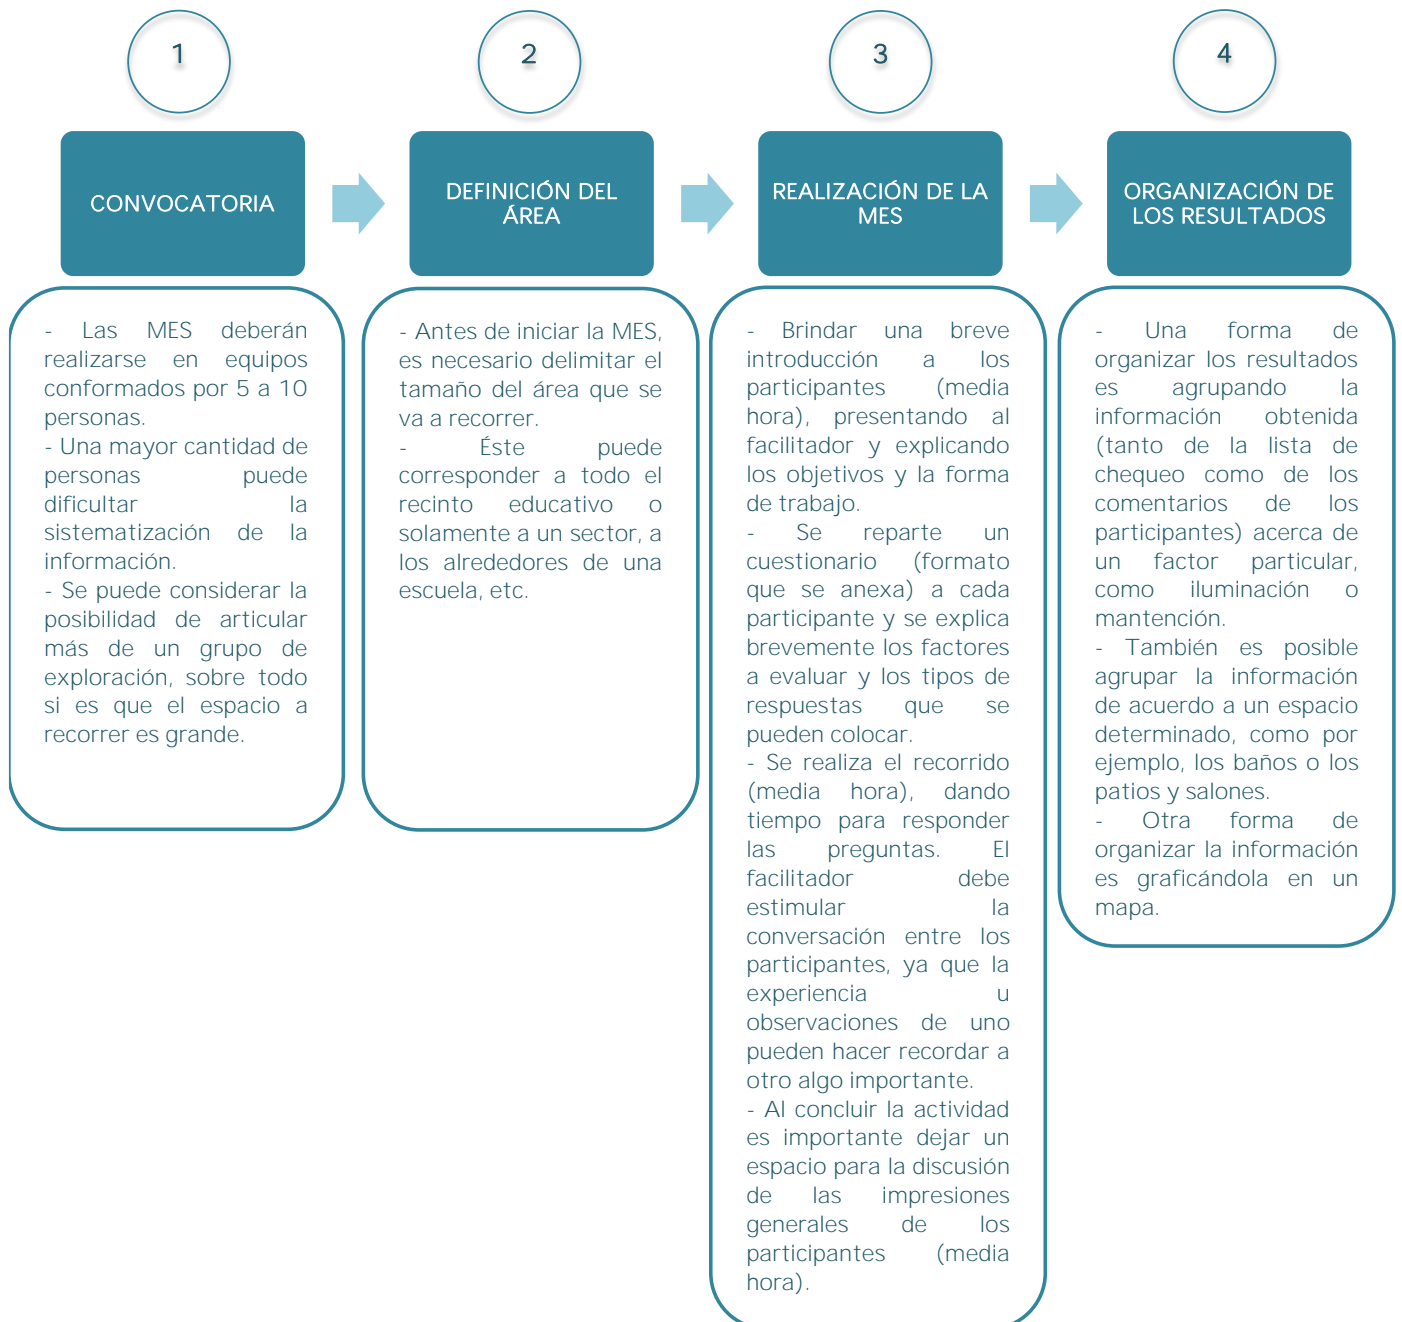 1
CONVOCATORIA
- Las MES deberán
realizarse en equipos
conformados por 5 a 10
personas.
- Una mayor cantidad de
personas puede
dificultar la
sistematización de la
información.
- Se puede considerar la
posibilidad de articular
más de un grupo de
exploración, sobre todo
si es que el espacio a
recorrer es grande.
2
DEFINICIÓN DEL
ÁREA
- Antes de iniciar la MES,
es necesario delimitar el
tamaño del área que se
va a recorrer.
- Éste puede
corresponder a todo el
recinto educativo o
solamente a un sector, a
los alrededores de una
escuela, etc.
3
REALIZACIÓN DE LA
MES
- Brindar una breve
introducción a los
participantes (media
hora), presentando al
facilitador y explicando
los objetivos y la forma
de trabajo.
- Se reparte un
cuestionario (formato
que se anexa) a cada
participante y se explica
brevemente los factores
a evaluar y los tipos de
respuestas que se
pueden colocar.
- Se realiza el recorrido
(media hora), dando
tiempo para responder
las preguntas. El
facilitador debe
estimular la
conversación entre los
participantes, ya que la
experiencia u
observaciones de uno
pueden hacer recordar a
otro algo importante.
- Al concluir la actividad
es importante dejar un
espacio para la discusión
de las impresiones
generales de los
participantes (media
hora).
4
ORGANIZACIÓN DE
LOS RESULTADOS
- Una forma de
organizar los resultados
es agrupando la
información obtenida
(tanto de la lista de
chequeo como de los
comentarios de los
participantes) acerca de
un factor particular,
como iluminación o
mantención.
- También es posible
agrupar la información
de acuerdo a un espacio
determinado, como por
ejemplo, los baños o los
patios y salones.
- Otra forma de
organizar la información
es graficándola en un
mapa.